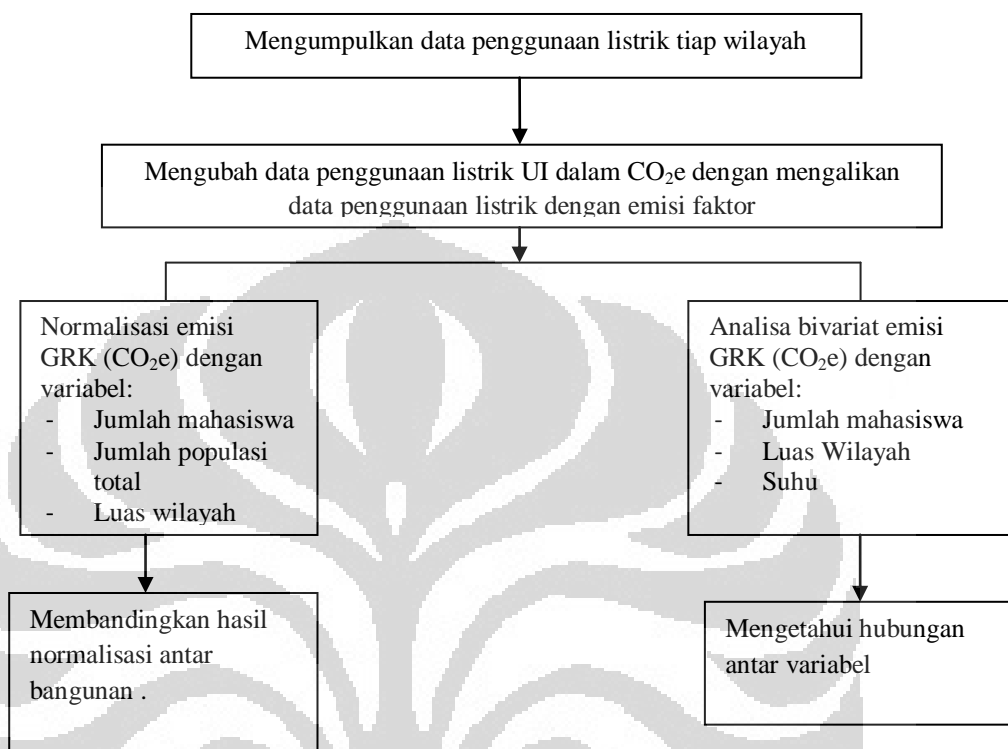 Mengumpulkan data penggunaan listrik tiap wilayah
Mengubah data penggunaan listrik UI dalam CO₂e dengan mengalikan
data penggunaan listrik dengan emisi faktor
Normalisasi emisi
GRK (CO₂e) dengan
variabel:
- Jumlah mahasiswa
- Jumlah populasi
total
- Luas wilayah
Analisa bivariat emisi
GRK (CO₂e) dengan
variabel:
- Jumlah mahasiswa
- Luas Wilayah
- Suhu
Membandingkan hasil
normalisasi antar
bangunan .
Mengetahui hubungan
antar variabel